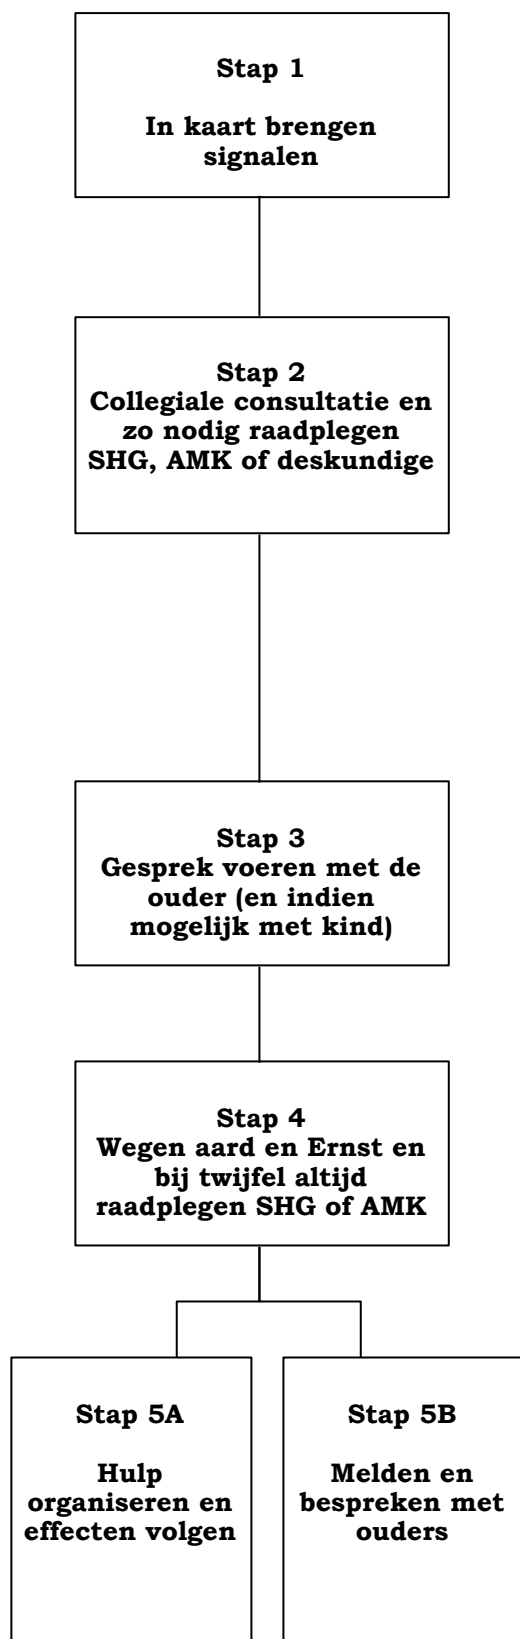 Stap 1
In kaart brengen
signalen
Stap 2
Collegiale consultatie en
zo nodig raadplegen
SHG, AMK of deskundige
Stap 3
Gesprek voeren met de
ouder (en indien
mogelijk met kind)
Stap 4
Wegen aard en Ernst en
bij twijfel altijd
raadplegen SHG of AMK
Stap 5A
Hulp
organiseren en
effecten volgen
Stap 5B
Melden en
bespreken met
ouders